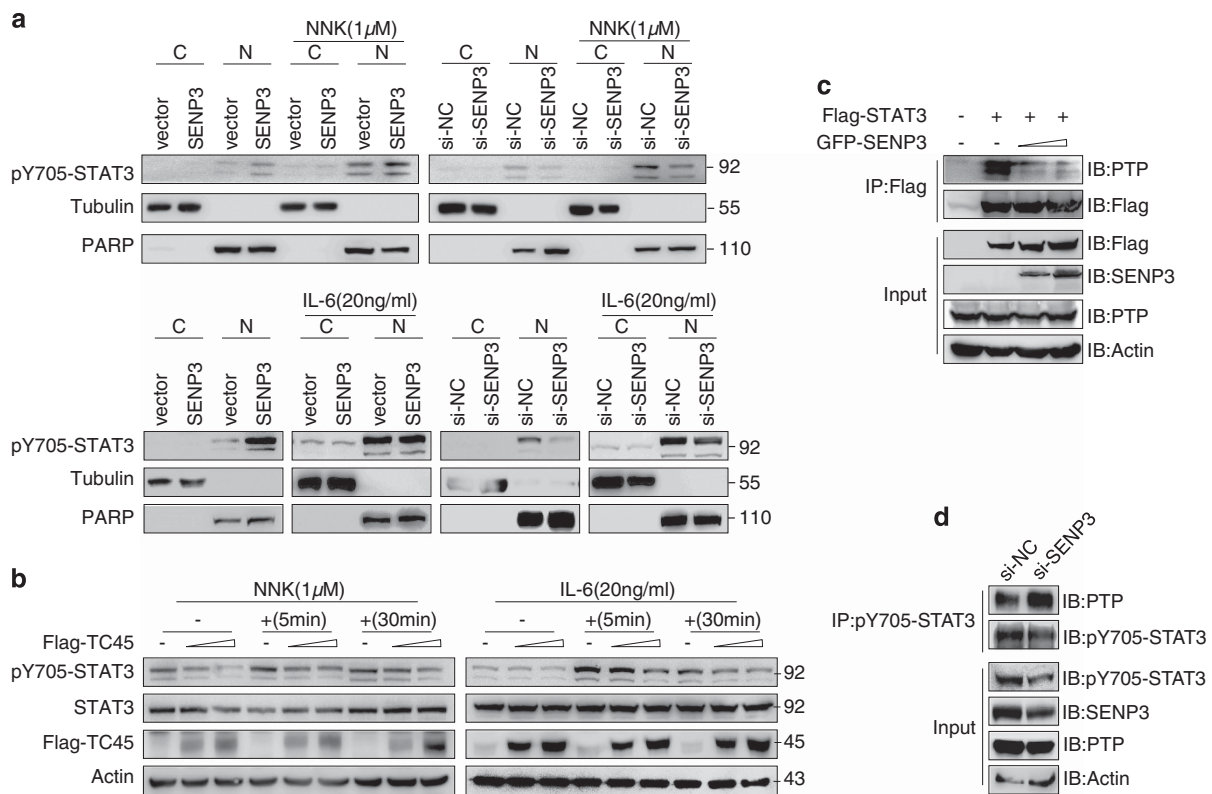 a
NNK(1µM) NNK(1µM)
C N C N C N C N
vector SENP3 vector SENP3 vector SENP3 vector SENP3 si-NC si-SENP3 si-NC si-SENP3 si-NC si-SENP3 si-NC si-SENP3
pY705-STAT3 92
Tubulin 55
PARP 110
IL-6(20ng/ml) IL-6(20ng/ml)
C N C N C N C N
vector SENP3 vector SENP3 vector SENP3 vector SENP3 si-NC si-SENP3 si-NC si-SENP3 si-NC si-SENP3 si-NC si-SENP3
pY705-STAT3 92
Tubulin 55
PARP 110
b
NNK(1µM) IL-6(20ng/ml)
- +(5min) +(30min) - +(5min) +(30min)
Flag-TC45 - - - - - -
pY705-STAT3 92
STAT3 92
Flag-TC45 45
Actin 43
c
Flag-STAT3 - + + +
GFP-SENP3 - -
IP:Flag
IB:PTP
IB:Flag
Input
IB:Flag
IB:SENP3
IB:PTP
IB:Actin
d
si-NC si-SENP3
IP:pY705-STAT3
IB:PTP
IB:pY705-STAT3
Input
IB:pY705-STAT3
IB:SENP3
IB:PTP
IB:Actin